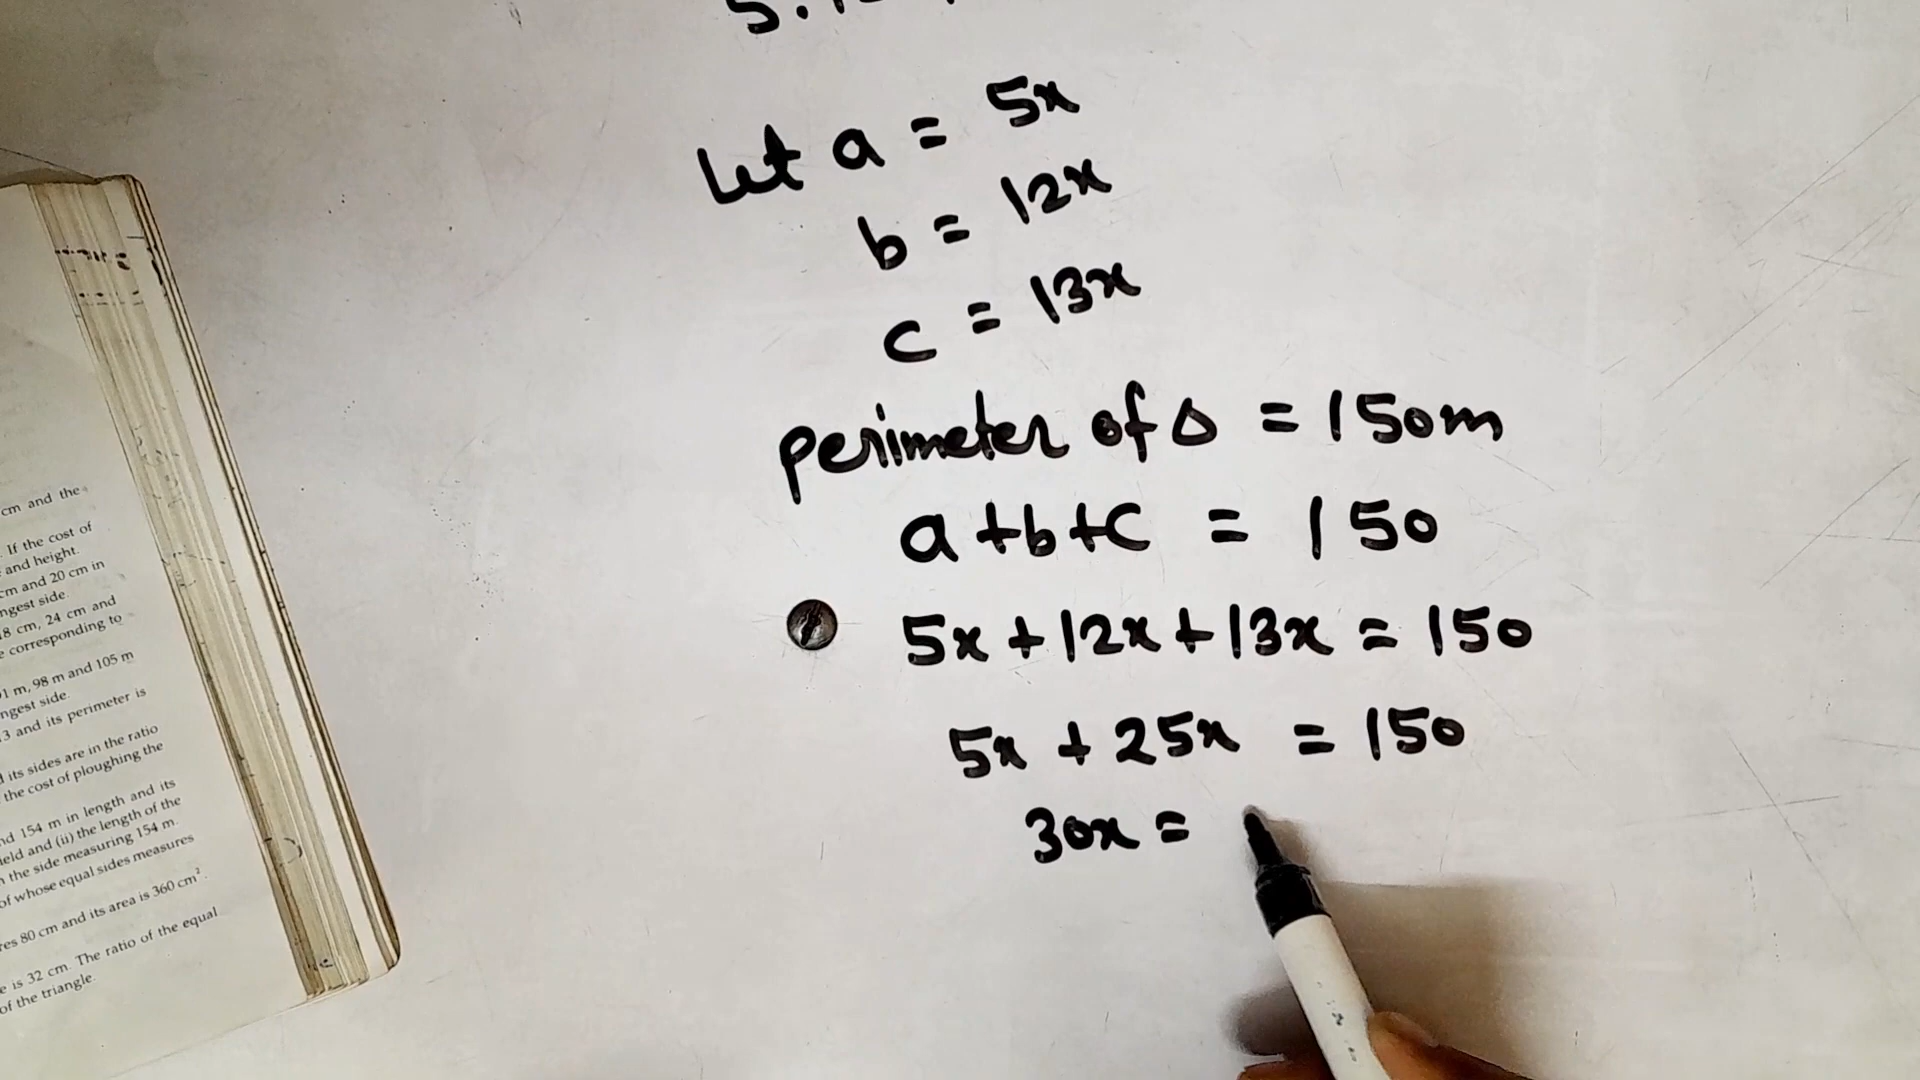 Let a = 5x
b = 12x
c = 13x
perimeter of Δ = 150m
a+b+c = 150
5x+12x+13x = 150
5x + 25x = 150
30x =
cm and the
If the cost of
and height.
cm and 20 cm in
ngest side.
8 cm, 24 cm and
corresponding to
1 m, 98 m and 105 m
ngest side.
3 and its perimeter is
its sides are in the ratio
the cost of ploughing the
nd 154 m in length and its
ield and (ii) the length of the
the side measuring 154 m.
of whose equal sides measures
res 80 cm and its area is 360 cm².
is 32 cm. The ratio of the equal
of the triangle.